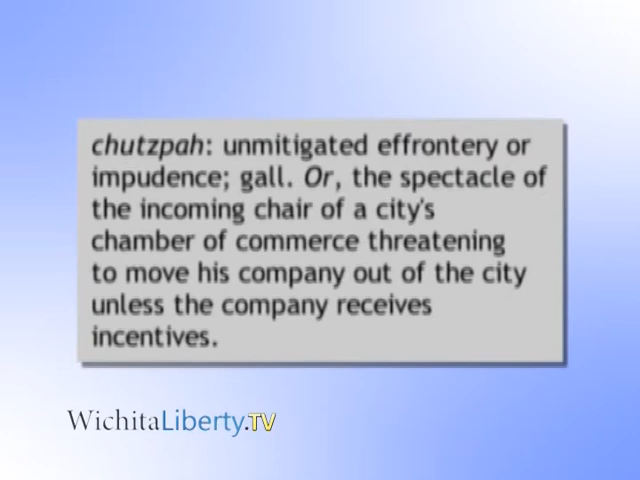 chutzpah: unmitigated effrontery or
impudence; gall. Or, the spectacle of
the incoming chair of a city's
chamber of commerce threatening
to move his company out of the city
unless the company receives
incentives.
WichitaLiberty.TV